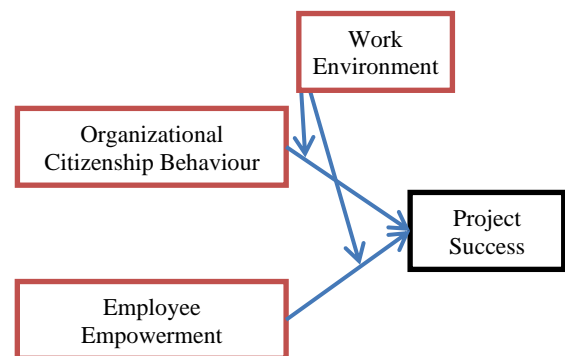 Work
Environment
Organizational
Citizenship Behaviour
Project
Success
Employee
Empowerment